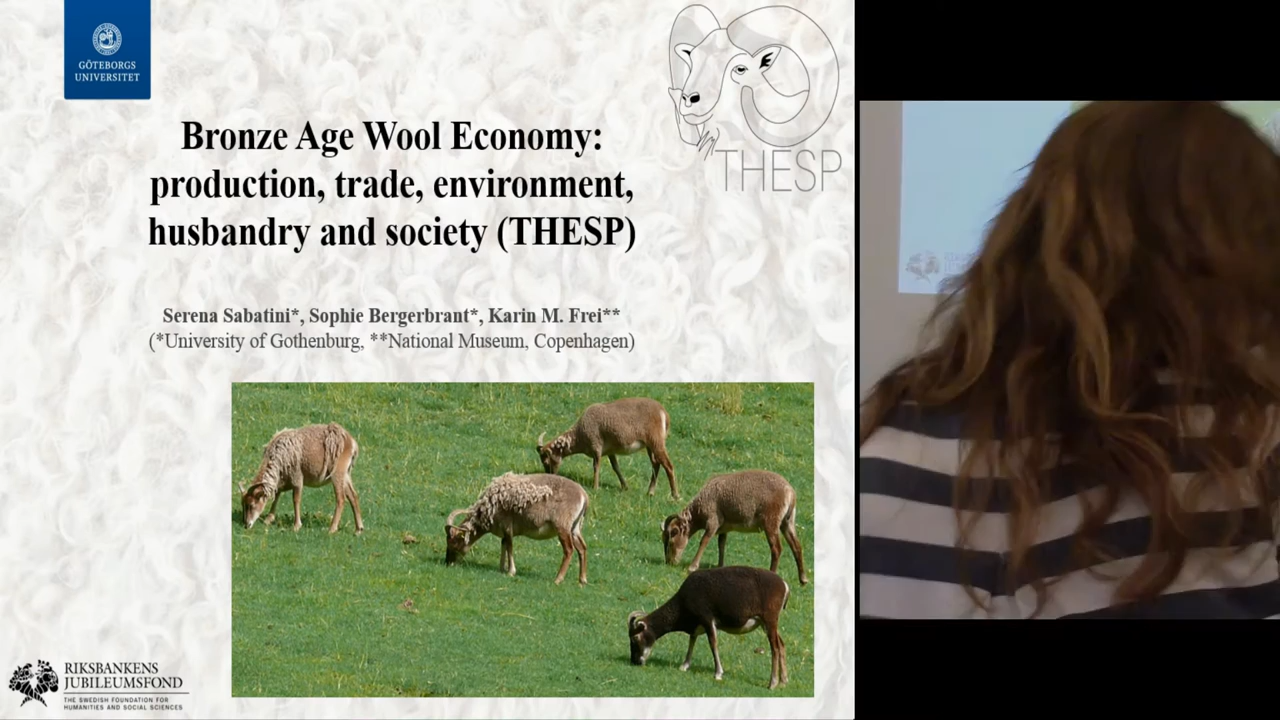 GÖTEBORGS
UNIVERSITET
THESP
Bronze Age Wool Economy:
production, trade, environment,
husbandry and society (THESP)
Serena Sabatini*, Sophie Bergerbrant*, Karin M. Frei**
(*University of Gothenburg, **National Museum, Copenhagen)
RIKSBANKENS
JUBILEUMSFOND
THE SWEDISH FOUNDATION FOR
HUMANITIES AND SOCIAL SCIENCES